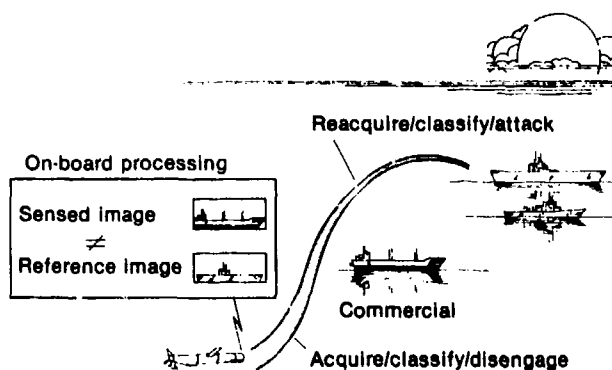 Reacquire/classify/attack
On-board processing
Sensed image
≠
Reference image
Commercial
Acquire/classify/disengage